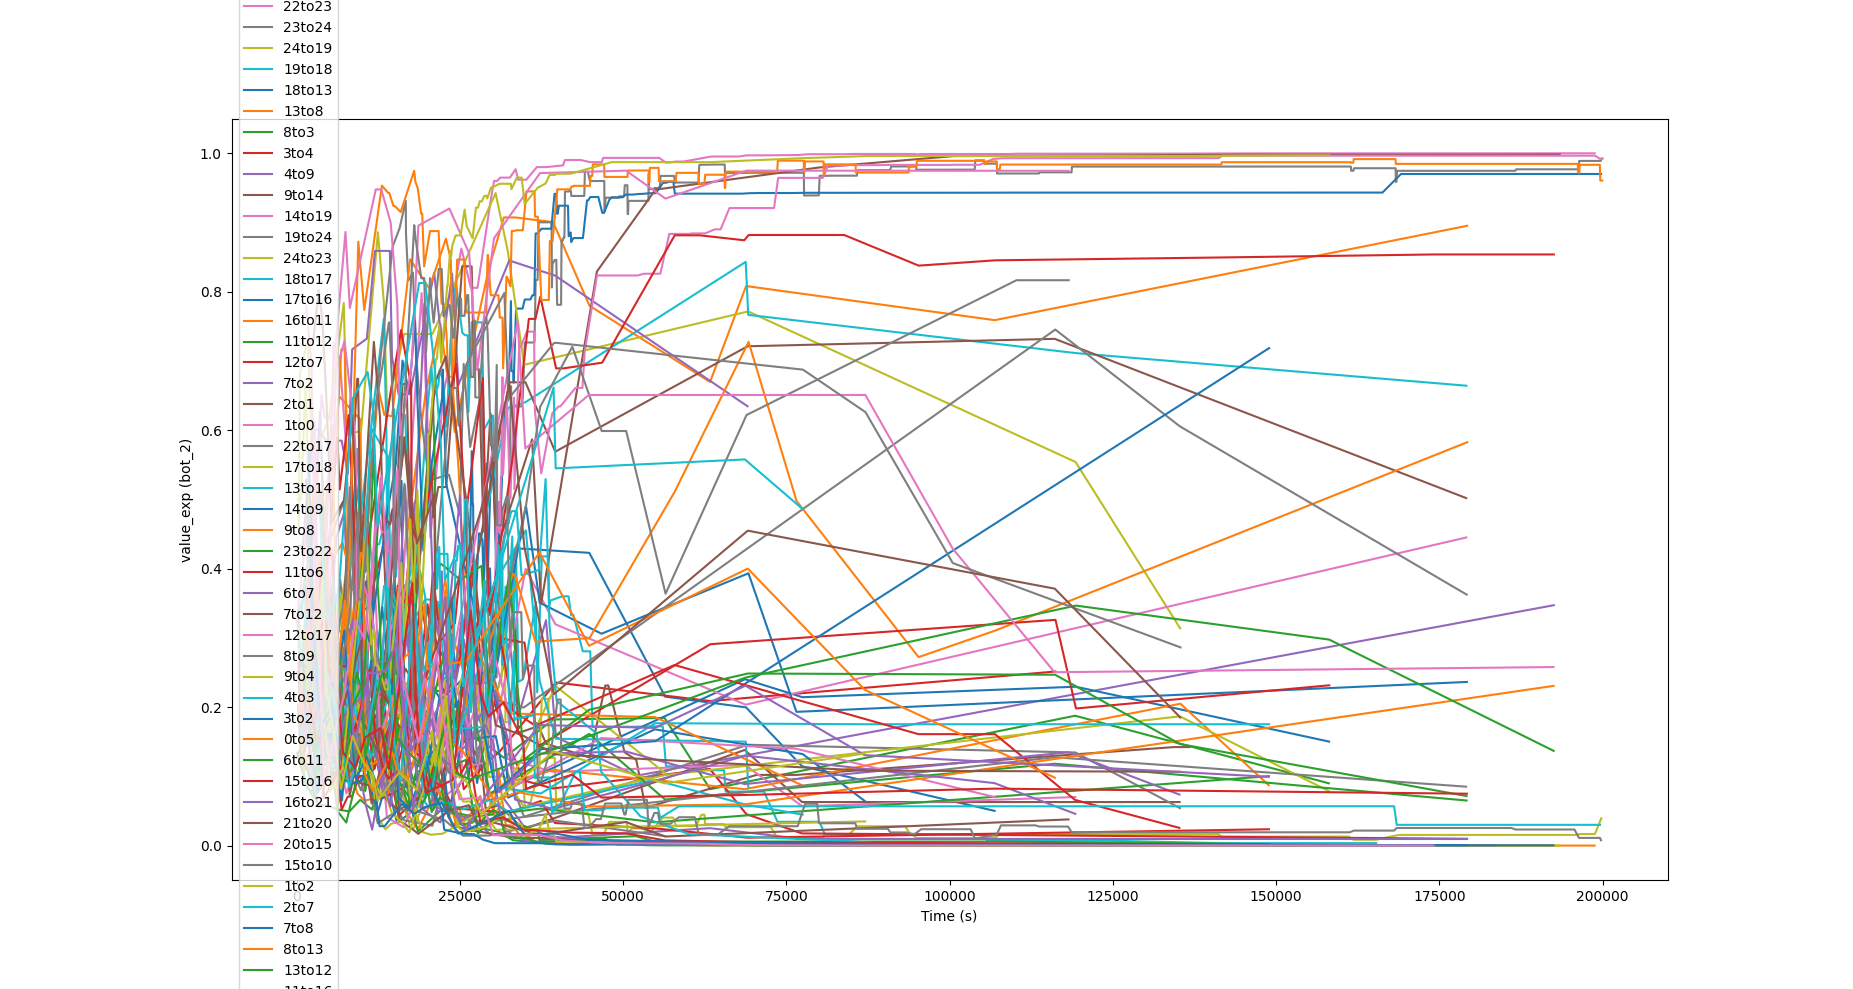 22to23
23to24
24to19
19to18
18to13
13to8
8to3
3to4
4to9
9to14
14to19
19to24
24to23
18to17
17to16
16to11
11to12
12to7
7to2
2to1
1to0
22to17
17to18
13to14
14to9
9to8
23to22
11to6
6to7
7to12
12to17
8to9
9to4
4to3
3to2
0to5
6to11
15to16
16to21
21to20
20to15
15to10
1to2
2to7
7to8
8to13
13to12
1.0
0.8
0.6
0.4
0.2
0.0
value_exp (bot_2)
25000
50000
75000
100000
125000
150000
175000
200000
Time (s)